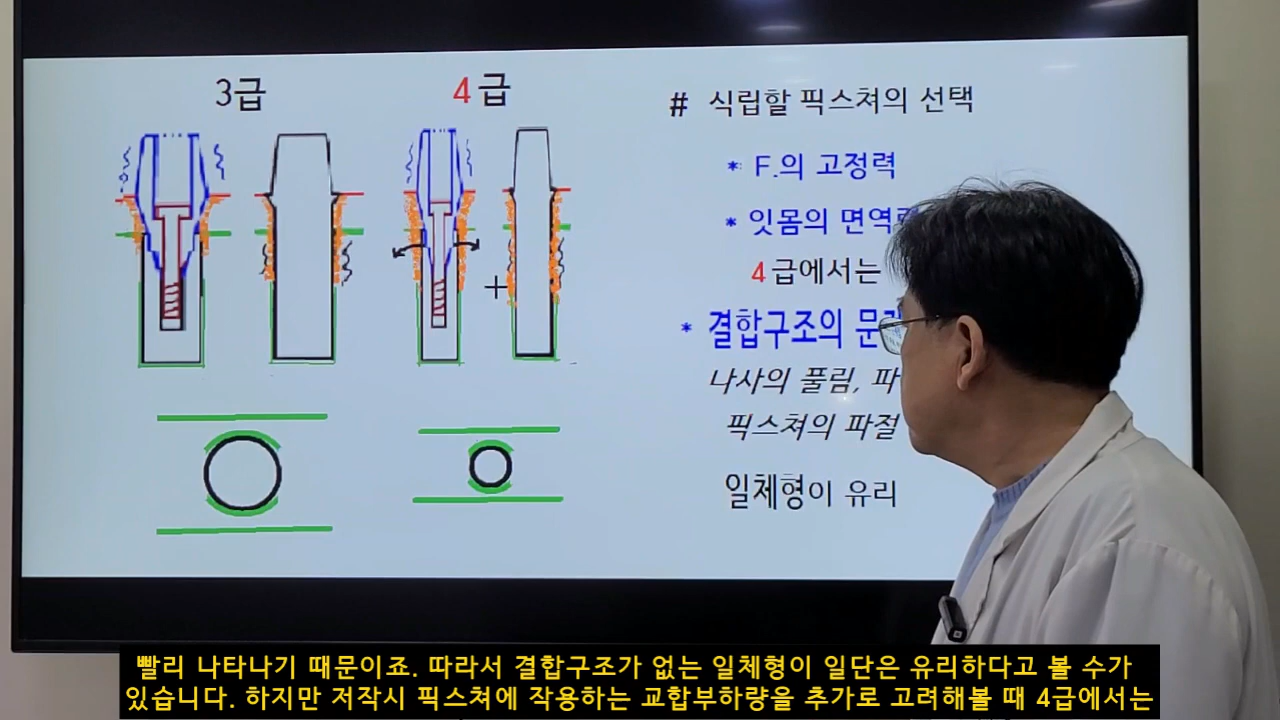 3급
4급
# 식립할 픽스쳐의 선택
* F.의 고정력
* 잇몸의 면역력
4급에서는
* 결합구조의
나사의 풀림,
픽스쳐의 파절
일체형이 유리
+
빨리 나타나기 때문이죠. 따라서 결합구조가 없는 일체형이 일단은 유리하다고 볼 수가
있습니다. 하지만 저작시 픽스쳐에 작용하는 교합부하량을 추가로 고려해볼 때 4급에서는